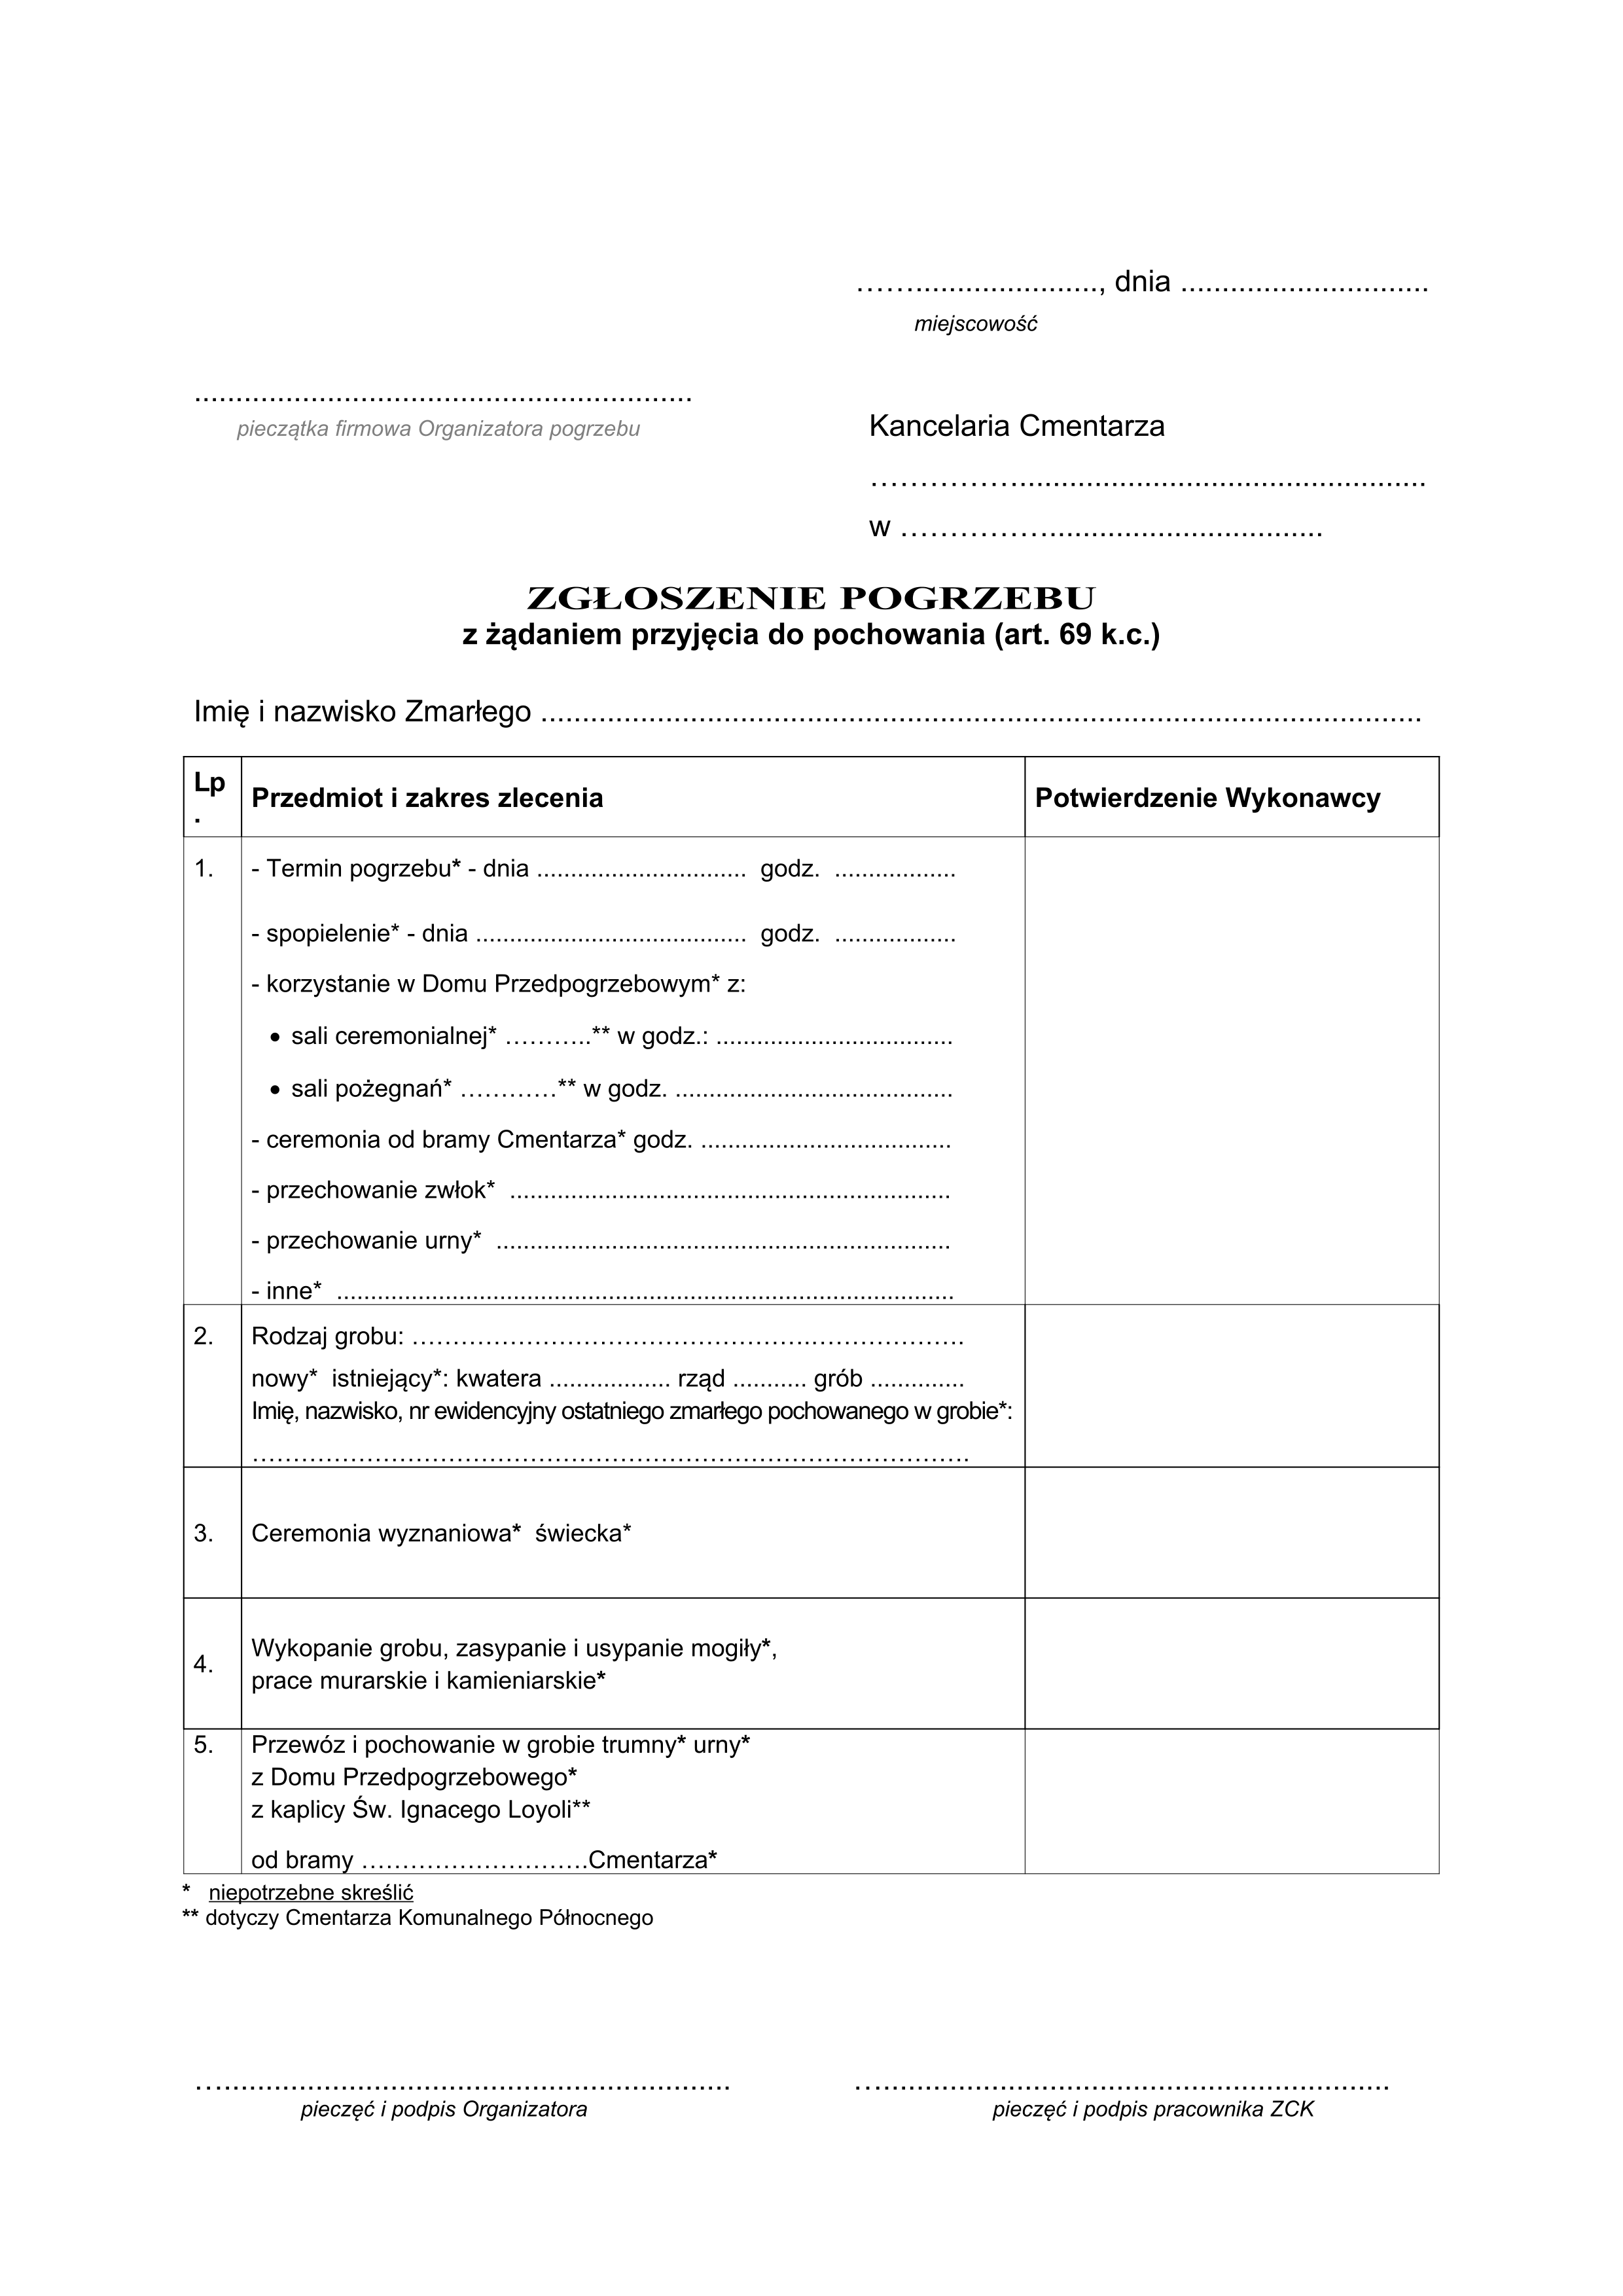 ……......................, dnia ..............................
miejscowość
............................................................
pieczątka firmowa Organizatora pogrzebu
Kancelaria Cmentarza
……………..................................................
w ……………..................................
ZGŁOSZENIE POGRZEBU
z żądaniem przyjęcia do pochowania (art. 69 k.c.)
Imię i nazwisko Zmarłego ..........................................................................................................
Lp
.
Przedmiot i zakres zlecenia
Potwierdzenie Wykonawcy
1.
- Termin pogrzebu* - dnia ............................... godz. ..................
- spopielenie* - dnia ........................................ godz. ..................
- korzystanie w Domu Przedpogrzebowym* z:
• sali ceremonialnej* ………..** w godz.: ...................................
• sali pożegnań* …………** w godz. .........................................
- ceremonia od bramy Cmentarza* godz. .....................................
- przechowanie zwłok* .................................................................
- przechowanie urny* ...................................................................
- inne* ...........................................................................................
2.
Rodzaj grobu: ………………………………………………………………
nowy* istniejący*: kwatera .................. rząd ........... grób ..............
Imię, nazwisko, nr ewidencyjny ostatniego zmarłego pochowanego w grobie*:
……………………………………………………………………………….
3.
Ceremonia wyznaniowa* świecka*
4.
Wykopanie grobu, zasypanie i usypanie mogiły*,
prace murarskie i kamieniarskie*
5.
Przewóz i pochowanie w grobie trumny* urny*
z Domu Przedpogrzebowego*
z kaplicy Św. Ignacego Loyoli**
od bramy ……………………….Cmentarza*
* niepotrzebne skreślić
** dotyczy Cmentarza Komunalnego Północnego
…..............................................................
pieczęć i podpis Organizatora
…..............................................................
pieczęć i podpis pracownika ZCK